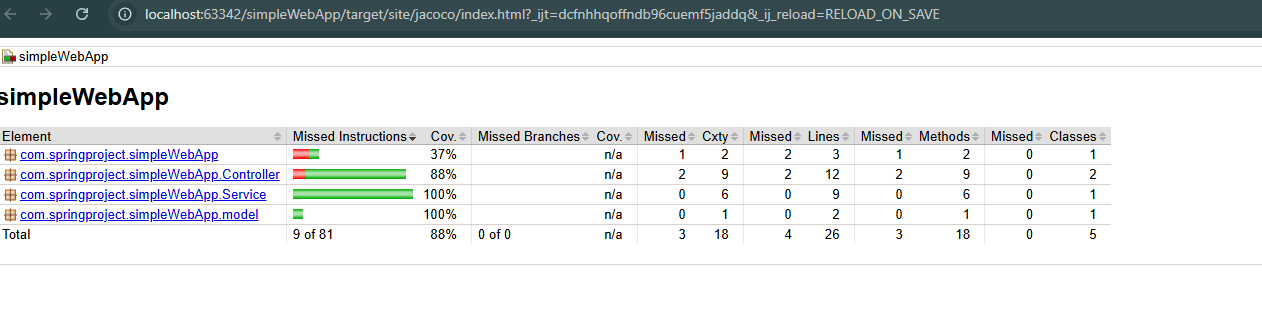 localhost:63342/simpleWebApp/target/site/jacoco/index.html?_ijt=dcfnhhqoffndb96cuemf5jaddq&_ij_reload=RELOAD_ON_SAVE
simpleWebApp
simpleWebApp
Element Missed Instructions Cov. Missed Branches Cov. Missed Cxty Missed Lines Missed Methods Missed Classes
com.springproject.simpleWebApp 37% n/a 1 2 2 3 1 2 0 1
com.springproject.simpleWebApp.Controller 88% n/a 2 9 2 12 2 9 0 2
com.springproject.simpleWebApp.Service 100% n/a 0 6 0 9 0 6 0 1
com.springproject.simpleWebApp.model 100% n/a 0 1 0 2 0 1 0 1
Total 9 of 81 88% 0 of 0 n/a 3 18 4 26 3 18 0 5